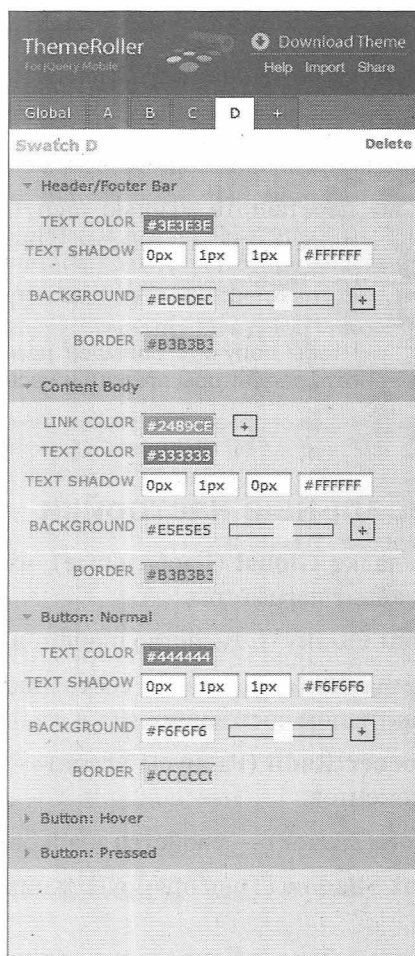 ThemeRoller
For jQuery Mobile
Download Theme
Help Import Share
Global A B C D +
Swatch D Delete
Header/Footer Bar
TEXT COLOR #3E3E3E
TEXT SHADOW 0px 1px 1px #FFFFFF
BACKGROUND #EDEDED +
BORDER #B3B3B3
Content Body
LINK COLOR #2489CE +
TEXT COLOR #333333
TEXT SHADOW 0px 1px 0px #FFFFFF
BACKGROUND #E5E5E5 +
BORDER #B3B3B3
Button: Normal
TEXT COLOR #444444
TEXT SHADOW 0px 1px 1px #F6F6F6
BACKGROUND #F6F6F6 +
BORDER #CCCCC
Button: Hover
Button: Pressed